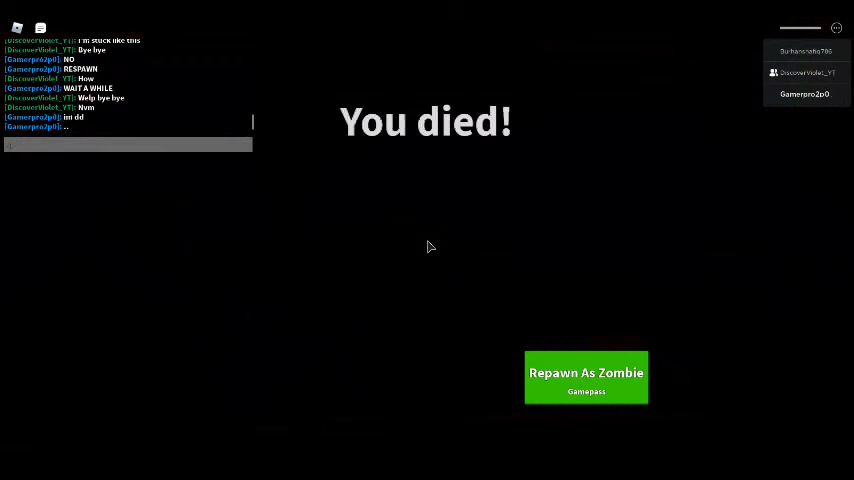 [DiscoverViolet_YT]: I'm stuck like this
[DiscoverViolet_YT]: Bye bye
[Gamerpro2p0]: NO
[Gamerpro2p0]: RESPAWN
[DiscoverViolet_YT]: How
[Gamerpro2p0]: WAIT A WHILE
[DiscoverViolet_YT]: Welp bye bye
[DiscoverViolet_YT]: Nvm
[Gamerpro2p0]: im dd
[Gamerpro2p0]: ..
You died!
Burhanshafiq786
DiscoverViolet_YT
Gamerpro2p0
Repawn As Zombie
Gamepass